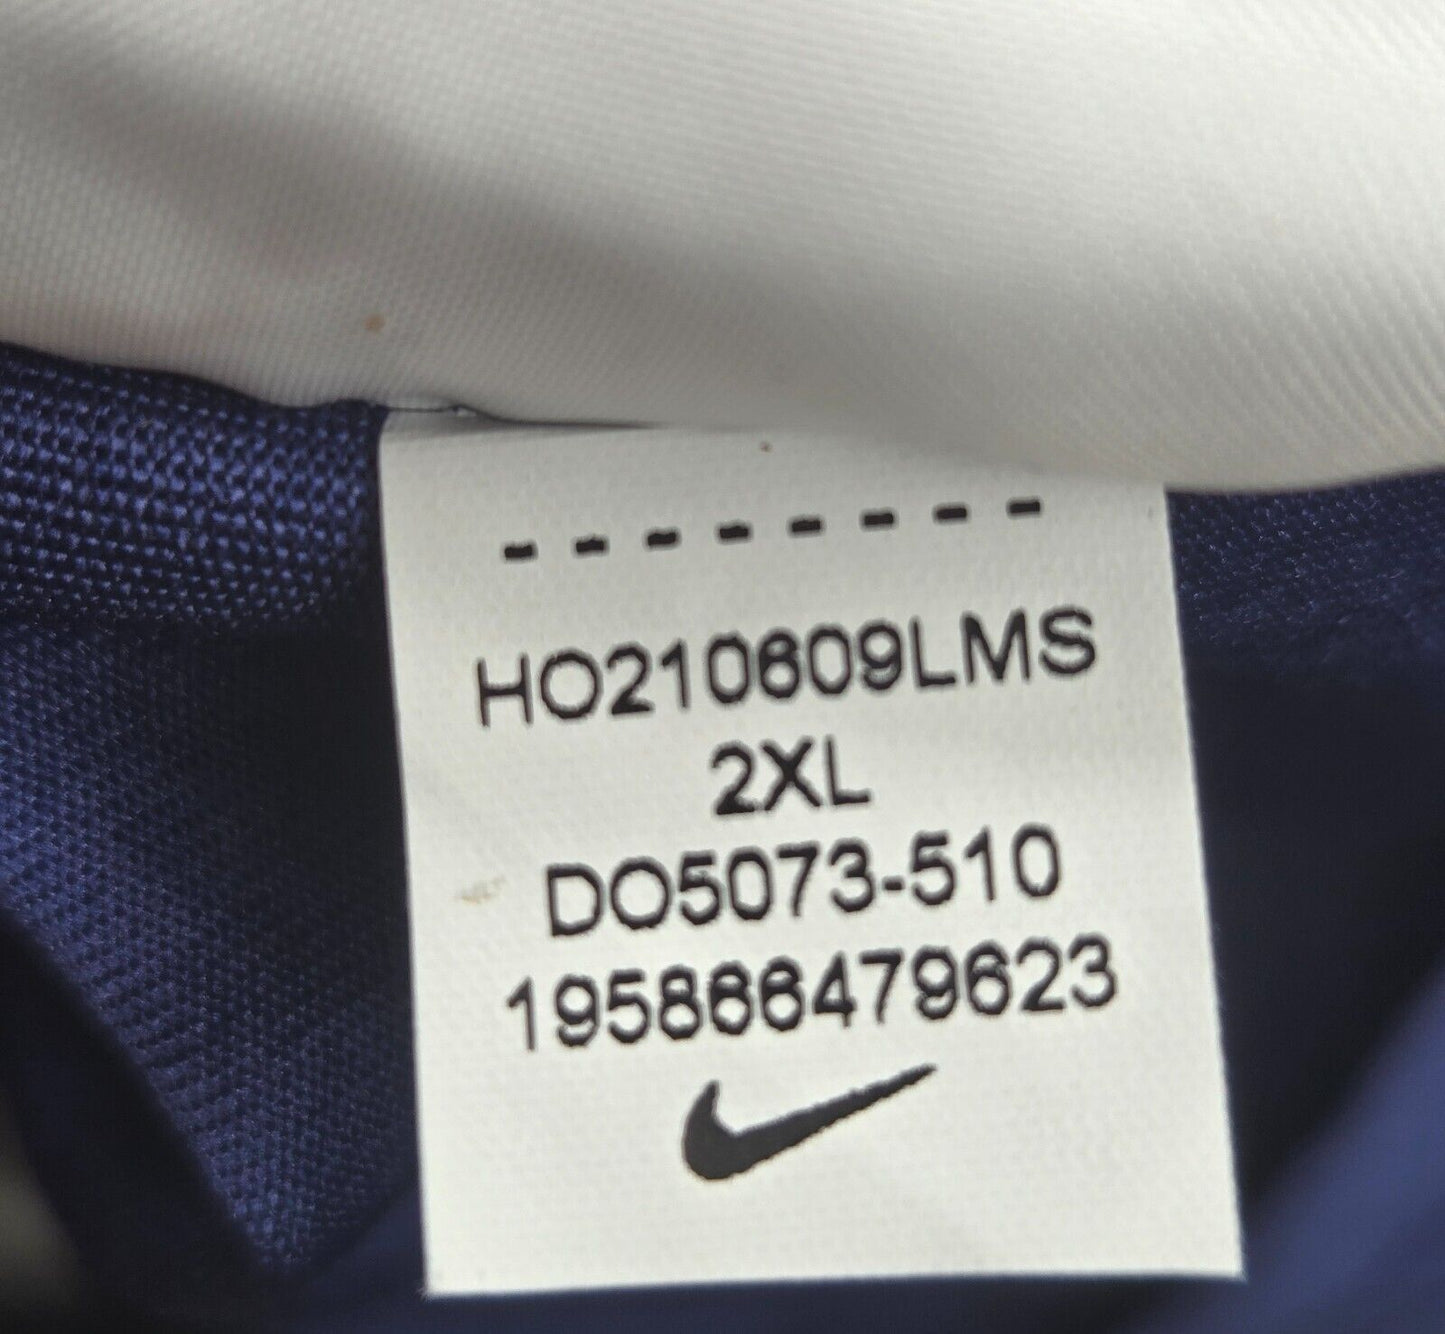 - - - - - - - -
HO210609LMS
2XL
DO5073-510
195866479623